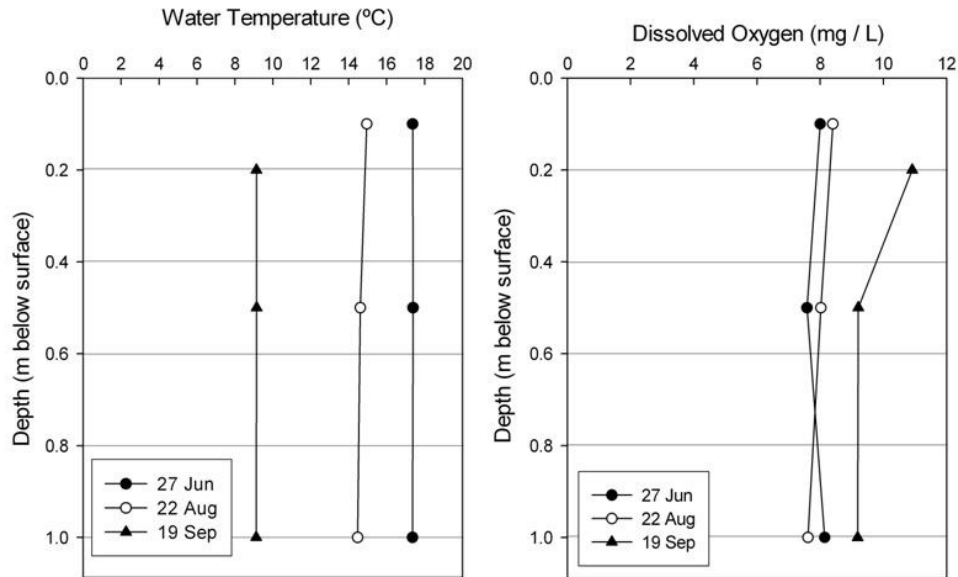 Water Temperature (ºC)
0 2 4 6 8 10 12 14 16 18 20
0.0
0.2
0.4
0.6
0.8
1.0
Depth (m below surface)
27 Jun
22 Aug
19 Sep
Dissolved Oxygen (mg / L)
0 2 4 6 8 10 12
0.0
0.2
0.4
0.6
0.8
1.0
Depth (m below surface)
27 Jun
22 Aug
19 Sep